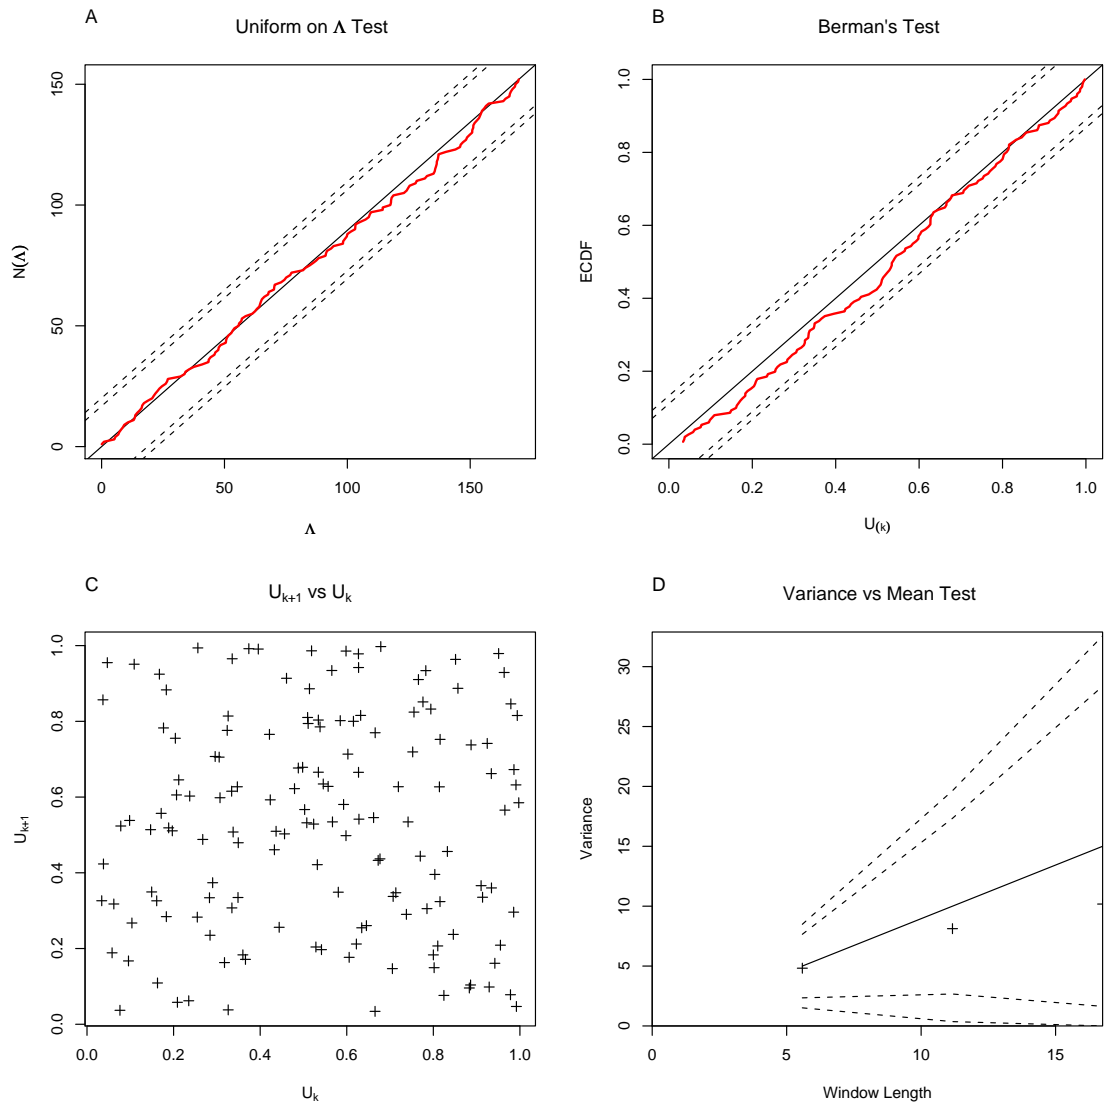 A
Uniform on Λ Test
N(Λ)
0 50 100 150
0 50 100 150
Λ
B
Berman's Test
ECDF
0.0 0.2 0.4 0.6 0.8 1.0
0.0 0.2 0.4 0.6 0.8 1.0
U(k)
C
Uk+1 vs Uk
Uk+1
0.0 0.2 0.4 0.6 0.8 1.0
0.0 0.2 0.4 0.6 0.8 1.0
Uk
D
Variance vs Mean Test
Variance
0 5 10 15 20 25 30
0 5 10 15
Window Length